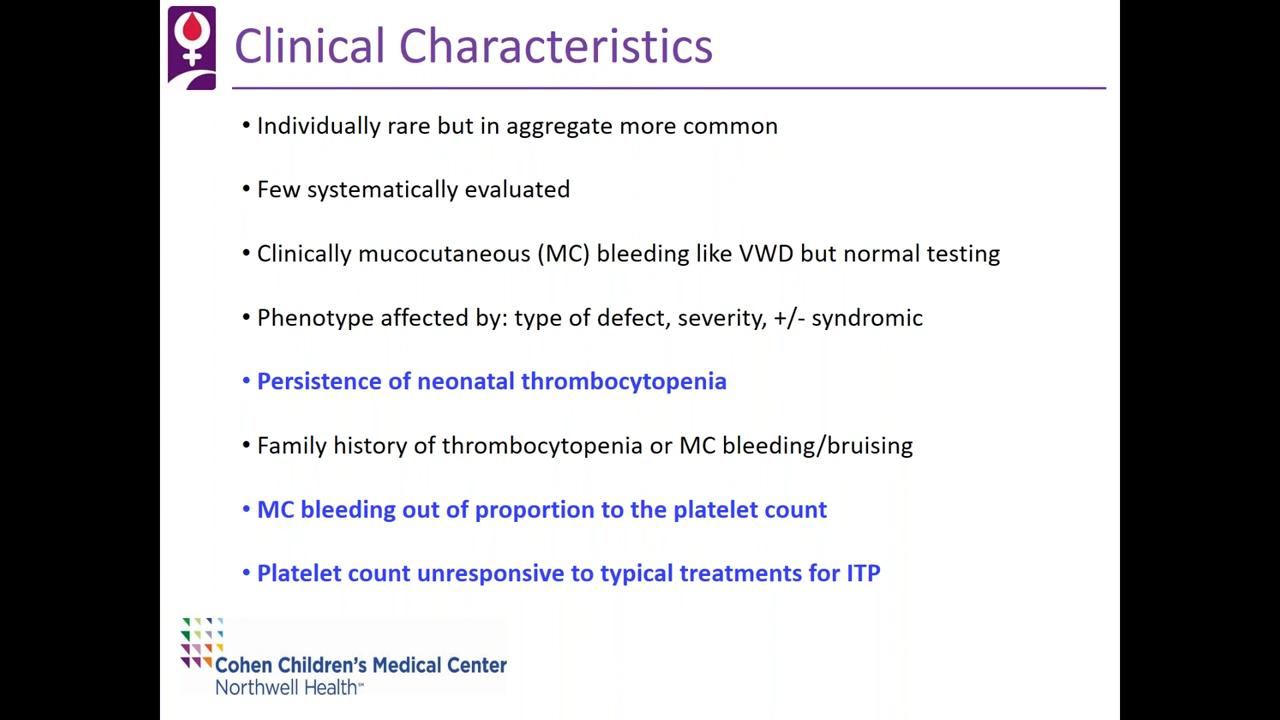 Clinical Characteristics
• Individually rare but in aggregate more common
• Few systematically evaluated
• Clinically mucocutaneous (MC) bleeding like VWD but normal testing
• Phenotype affected by: type of defect, severity, +/- syndromic
• Persistence of neonatal thrombocytopenia
• Family history of thrombocytopenia or MC bleeding/bruising
• MC bleeding out of proportion to the platelet count
• Platelet count unresponsive to typical treatments for ITP
Cohen Children's Medical Center
Northwell Health℠